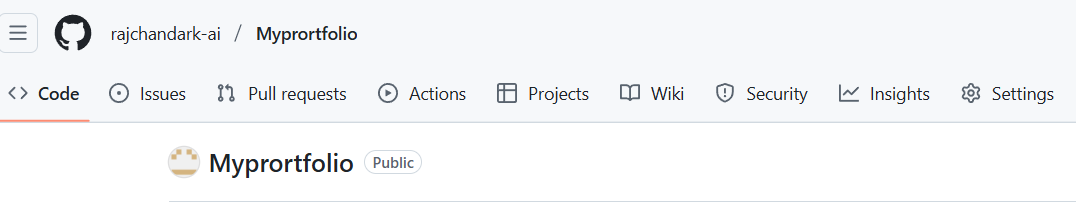 rajchandark-ai / Myprortfolio
Code Issues Pull requests Actions Projects Wiki Security Insights Settings
Myprortfolio Public